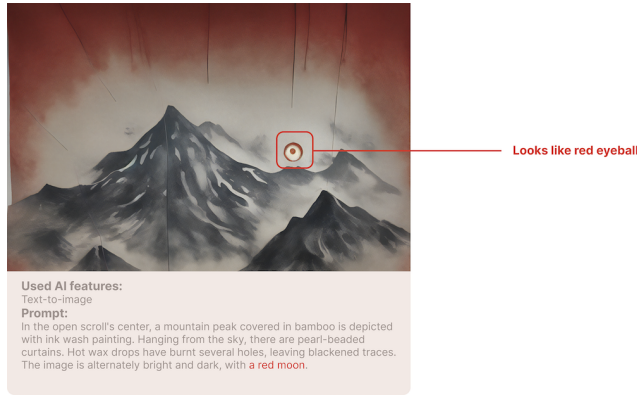 Looks like red eyeball
Used AI features:
Text-to-image
Prompt:
In the open scroll's center, a mountain peak covered in bamboo is depicted
with ink wash painting. Hanging from the sky, there are pearl-beaded
curtains. Hot wax drops have burnt several holes, leaving blackened traces.
The image is alternately bright and dark, with a red moon.